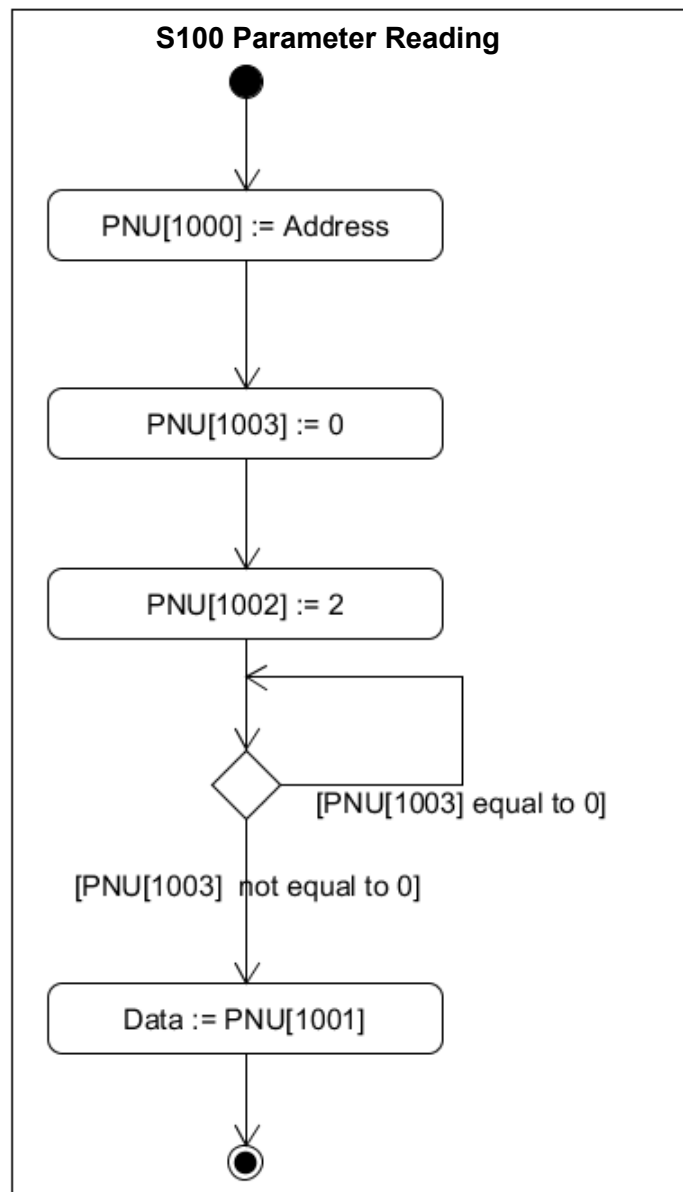 S100 Parameter Reading
PNU[1000] := Address
PNU[1003] := 0
PNU[1002] := 2
[PNU[1003] equal to 0]
[PNU[1003]  not equal to 0]
Data := PNU[1001]